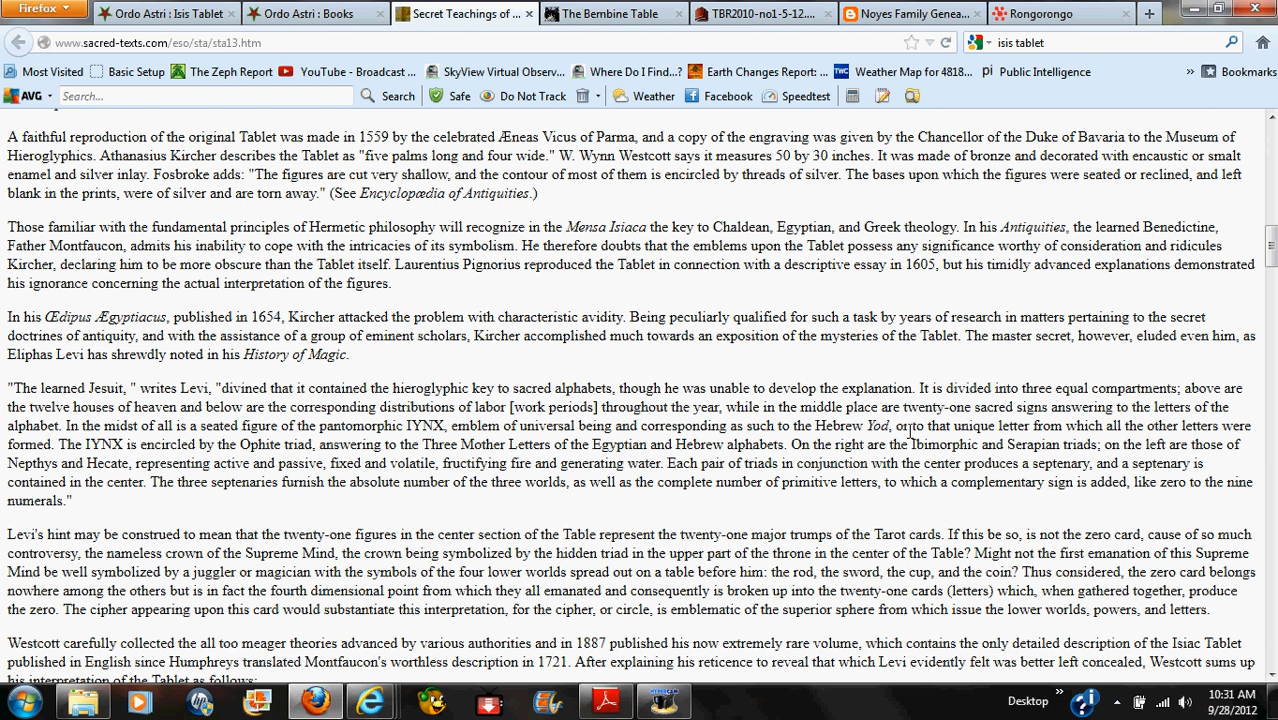 Firefox
Ordo Astri : Isis Tablet
Ordo Astri : Books
Secret Teachings of ...
The Bembine Table
TBR2010-no1-5-12....
Noyes Family Genea...
Rongorongo
www.sacred-texts.com/eso/sta/sta13.htm
isis tablet
Most Visited
Basic Setup
The Zeph Report
YouTube - Broadcast ...
SkyView Virtual Observ...
Where Do I Find...?
Earth Changes Report: ...
Weather Map for 4818...
Public Intelligence
»
Bookmarks
AVG
Search...
Search
Safe
Do Not Track
Weather
Facebook
Speedtest
A faithful reproduction of the original Tablet was made in 1559 by the celebrated Æneas Vicus of Parma, and a copy of the engraving was given by the Chancellor of the Duke of Bavaria to the Museum of
Hieroglyphics. Athanasius Kircher describes the Tablet as "five palms long and four wide." W. Wynn Westcott says it measures 50 by 30 inches. It was made of bronze and decorated with encaustic or smalt
enamel and silver inlay. Fosbroke adds: "The figures are cut very shallow, and the contour of most of them is encircled by threads of silver. The bases upon which the figures were seated or reclined, and left
blank in the prints, were of silver and are torn away." (See Encyclopædia of Antiquities.)
Those familiar with the fundamental principles of Hermetic philosophy will recognize in the Mensa Isiaca the key to Chaldean, Egyptian, and Greek theology. In his Antiquities, the learned Benedictine,
Father Montfaucon, admits his inability to cope with the intricacies of its symbolism. He therefore doubts that the emblems upon the Tablet possess any significance worthy of consideration and ridicules
Kircher, declaring him to be more obscure than the Tablet itself. Laurentius Pignorius reproduced the Tablet in connection with a descriptive essay in 1605, but his timidly advanced explanations demonstrated
his ignorance concerning the actual interpretation of the figures.
In his Œdipus Ægyptiacus, published in 1654, Kircher attacked the problem with characteristic avidity. Being peculiarly qualified for such a task by years of research in matters pertaining to the secret
doctrines of antiquity, and with the assistance of a group of eminent scholars, Kircher accomplished much towards an exposition of the mysteries of the Tablet. The master secret, however, eluded even him, as
Eliphas Levi has shrewdly noted in his History of Magic.
"The learned Jesuit, " writes Levi, "divined that it contained the hieroglyphic key to sacred alphabets, though he was unable to develop the explanation. It is divided into three equal compartments; above are
the twelve houses of heaven and below are the corresponding distributions of labor [work periods] throughout the year, while in the middle place are twenty-one sacred signs answering to the letters of the
alphabet. In the midst of all is a seated figure of the pantomorphic IYNX, emblem of universal being and corresponding as such to the Hebrew Yod, or to that unique letter from which all the other letters were
formed. The IYNX is encircled by the Ophite triad, answering to the Three Mother Letters of the Egyptian and Hebrew alphabets. On the right are the Ibimorphic and Serapian triads; on the left are those of
Nepthys and Hecate, representing active and passive, fixed and volatile, fructifying fire and generating water. Each pair of triads in conjunction with the center produces a septenary, and a septenary is
contained in the center. The three septenaries furnish the absolute number of the three worlds, as well as the complete number of primitive letters, to which a complementary sign is added, like zero to the nine
numerals."
Levi's hint may be construed to mean that the twenty-one figures in the center section of the Table represent the twenty-one major trumps of the Tarot cards. If this be so, is not the zero card, cause of so much
controversy, the nameless crown of the Supreme Mind, the crown being symbolized by the hidden triad in the upper part of the throne in the center of the Table? Might not the first emanation of this Supreme
Mind be well symbolized by a juggler or magician with the symbols of the four lower worlds spread out on a table before him: the rod, the sword, the cup, and the coin? Thus considered, the zero card belongs
nowhere among the others but is in fact the fourth dimensional point from which they all emanated and consequently is broken up into the twenty-one cards (letters) which, when gathered together, produce
the zero. The cipher appearing upon this card would substantiate this interpretation, for the cipher, or circle, is emblematic of the superior sphere from which issue the lower worlds, powers, and letters.
Westcott carefully collected the all too meager theories advanced by various authorities and in 1887 published his now extremely rare volume, which contains the only detailed description of the Isiac Tablet
published in English since Humphreys translated Montfaucon's worthless description in 1721. After explaining his reticence to reveal that which Levi evidently felt was better left concealed, Westcott sums up
his interpretation of the Tablet as follows:
Desktop
»
10:31 AM
9/28/2012